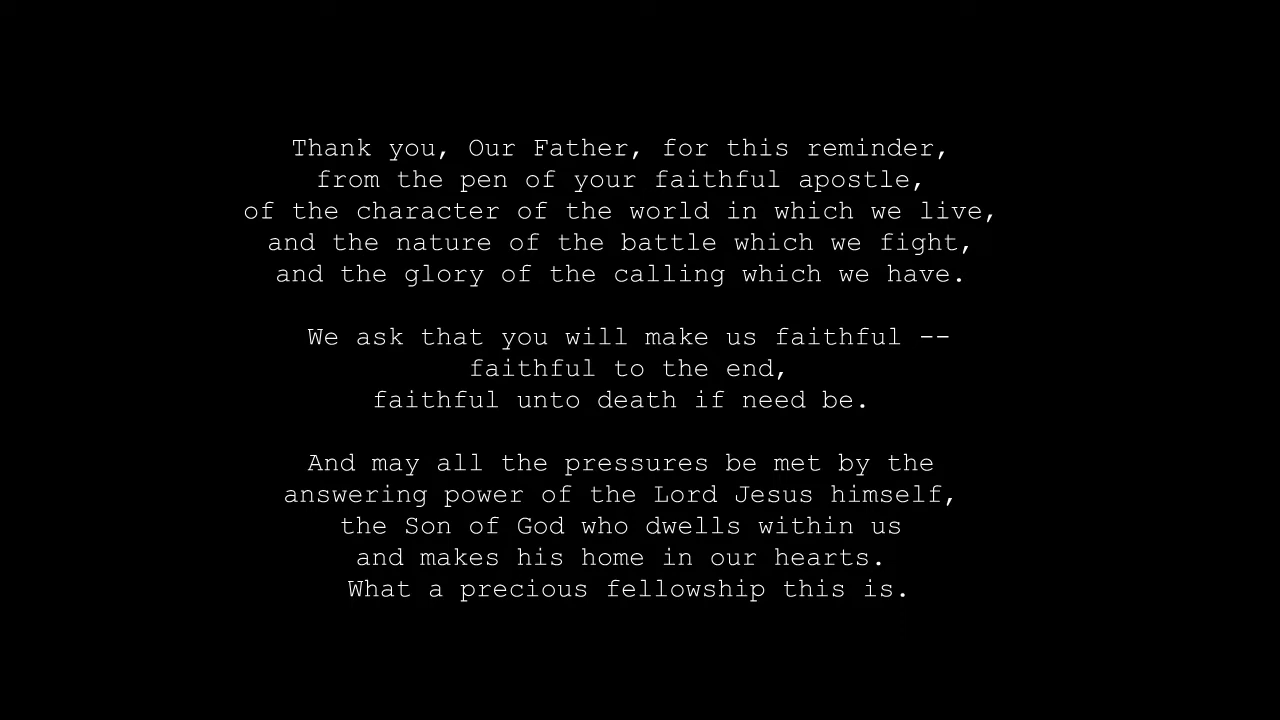 Thank you, Our Father, for this reminder,
from the pen of your faithful apostle,
of the character of the world in which we live,
and the nature of the battle which we fight,
and the glory of the calling which we have.
We ask that you will make us faithful --
faithful to the end,
faithful unto death if need be.
And may all the pressures be met by the
answering power of the Lord Jesus himself,
the Son of God who dwells within us
and makes his home in our hearts.
What a precious fellowship this is.